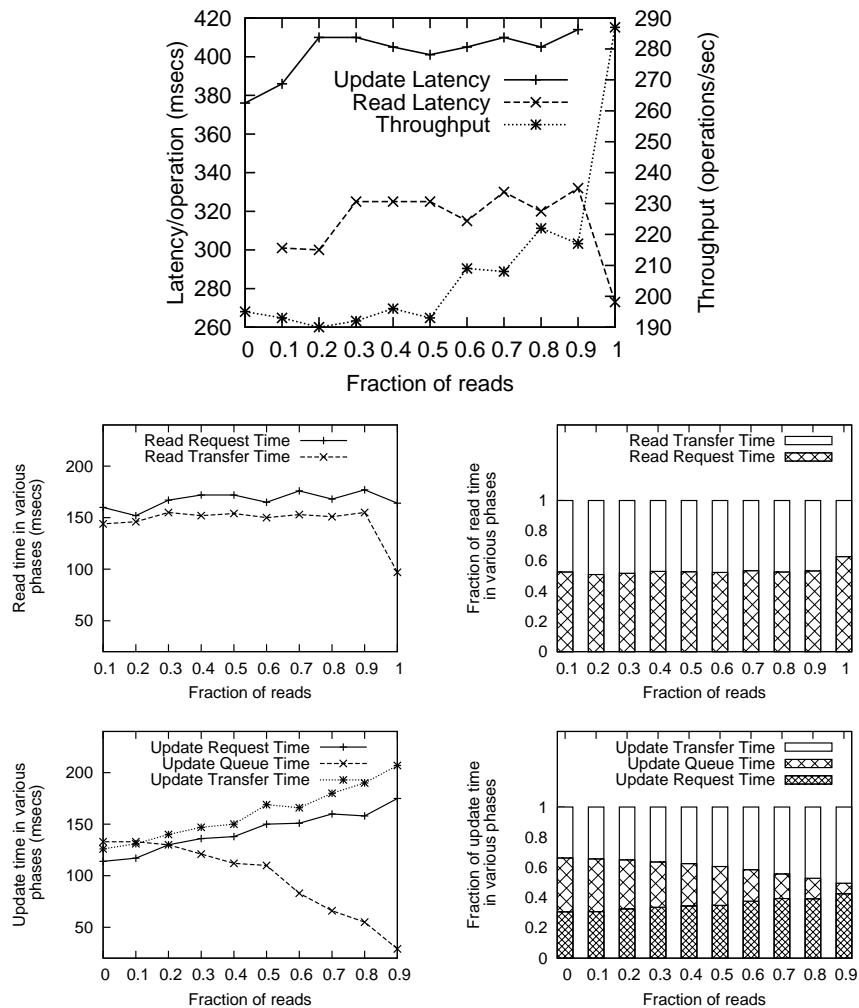 420
400
380
360
340
320
300
280
260
Latency/operation (msecs)
Update Latency
Read Latency
Throughput
290
280
270
260
250
240
230
220
210
200
190
Throughput (operations/sec)
0 0.1 0.2 0.3 0.4 0.5 0.6 0.7 0.8 0.9 1
Fraction of reads
Read time in various
phases (msecs)
200
150
100
50
Read Request Time
Read Transfer Time
0.1 0.2 0.3 0.4 0.5 0.6 0.7 0.8 0.9 1
Fraction of reads
Fraction of read time
in various phases
Read Transfer Time
Read Request Time
1
0.8
0.6
0.4
0.2
0
0.1 0.2 0.3 0.4 0.5 0.6 0.7 0.8 0.9 1
Fraction of reads
Update time in various
phases (msecs)
200
150
100
50
Update Request Time
Update Queue Time
Update Transfer Time
0 0.1 0.2 0.3 0.4 0.5 0.6 0.7 0.8 0.9
Fraction of reads
Fraction of update time
in various phases
Update Transfer Time
Update Queue Time
Update Request Time
1
0.8
0.6
0.4
0.2
0
0 0.1 0.2 0.3 0.4 0.5 0.6 0.7 0.8 0.9
Fraction of reads